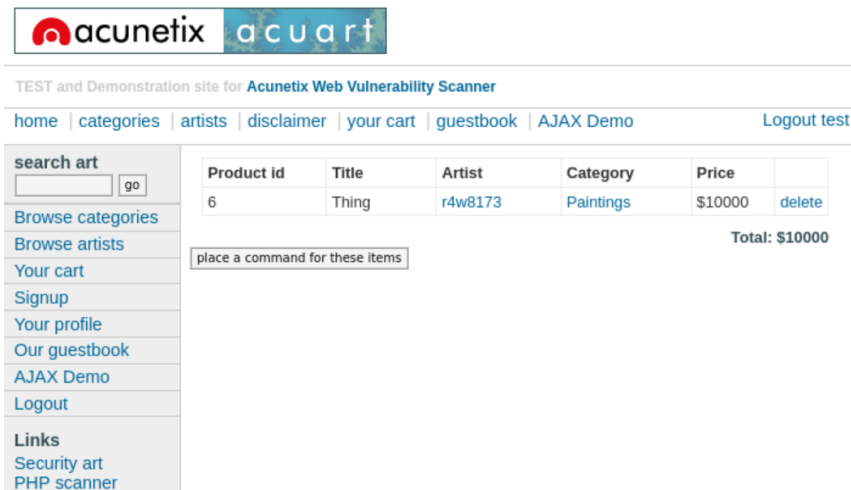 acunetix acuart
TEST and Demonstration site for Acunetix Web Vulnerability Scanner
home | categories | artists | disclaimer | your cart | guestbook | AJAX Demo Logout test
search art
go
Browse categories
Browse artists
Your cart
Signup
Your profile
Our guestbook
AJAX Demo
Logout
Links
Security art
PHP scanner
Product id Title Artist Category Price
6 Thing r4w8173 Paintings $10000 delete
Total: $10000
place a command for these items